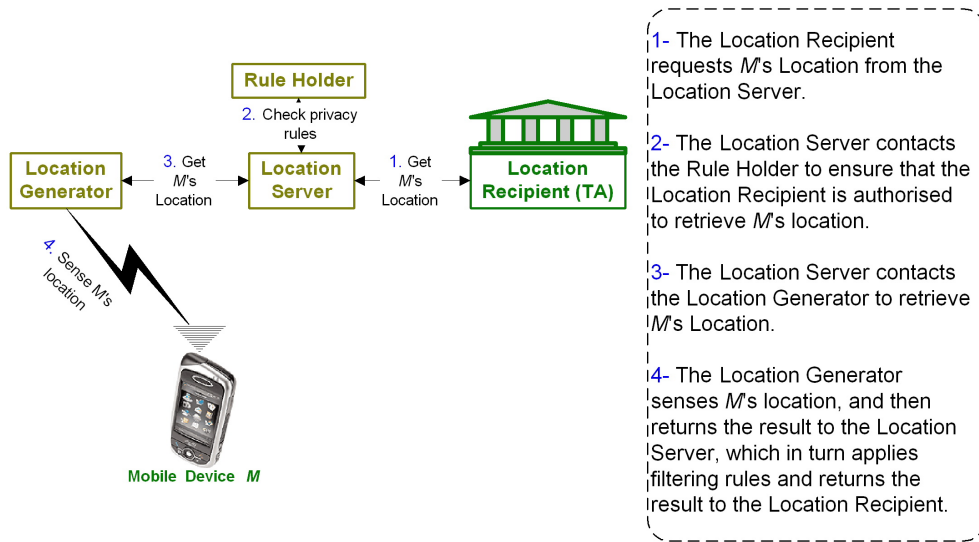 Rule Holder
2. Check privacy
rules
Location
Generator
3. Get
M's
Location
Location
Server
1. Get
M's
Location
Location
Recipient (TA)
4. Sense M's
location
Mobile Device M
1- The Location Recipient
requests M's Location from the
Location Server.
2- The Location Server contacts
the Rule Holder to ensure that the
Location Recipient is authorised
to retrieve M's location.
3- The Location Server contacts
the Location Generator to retrieve
M's Location.
4- The Location Generator
senses M's location, and then
returns the result to the Location
Server, which in turn applies
filtering rules and returns the
result to the Location Recipient.